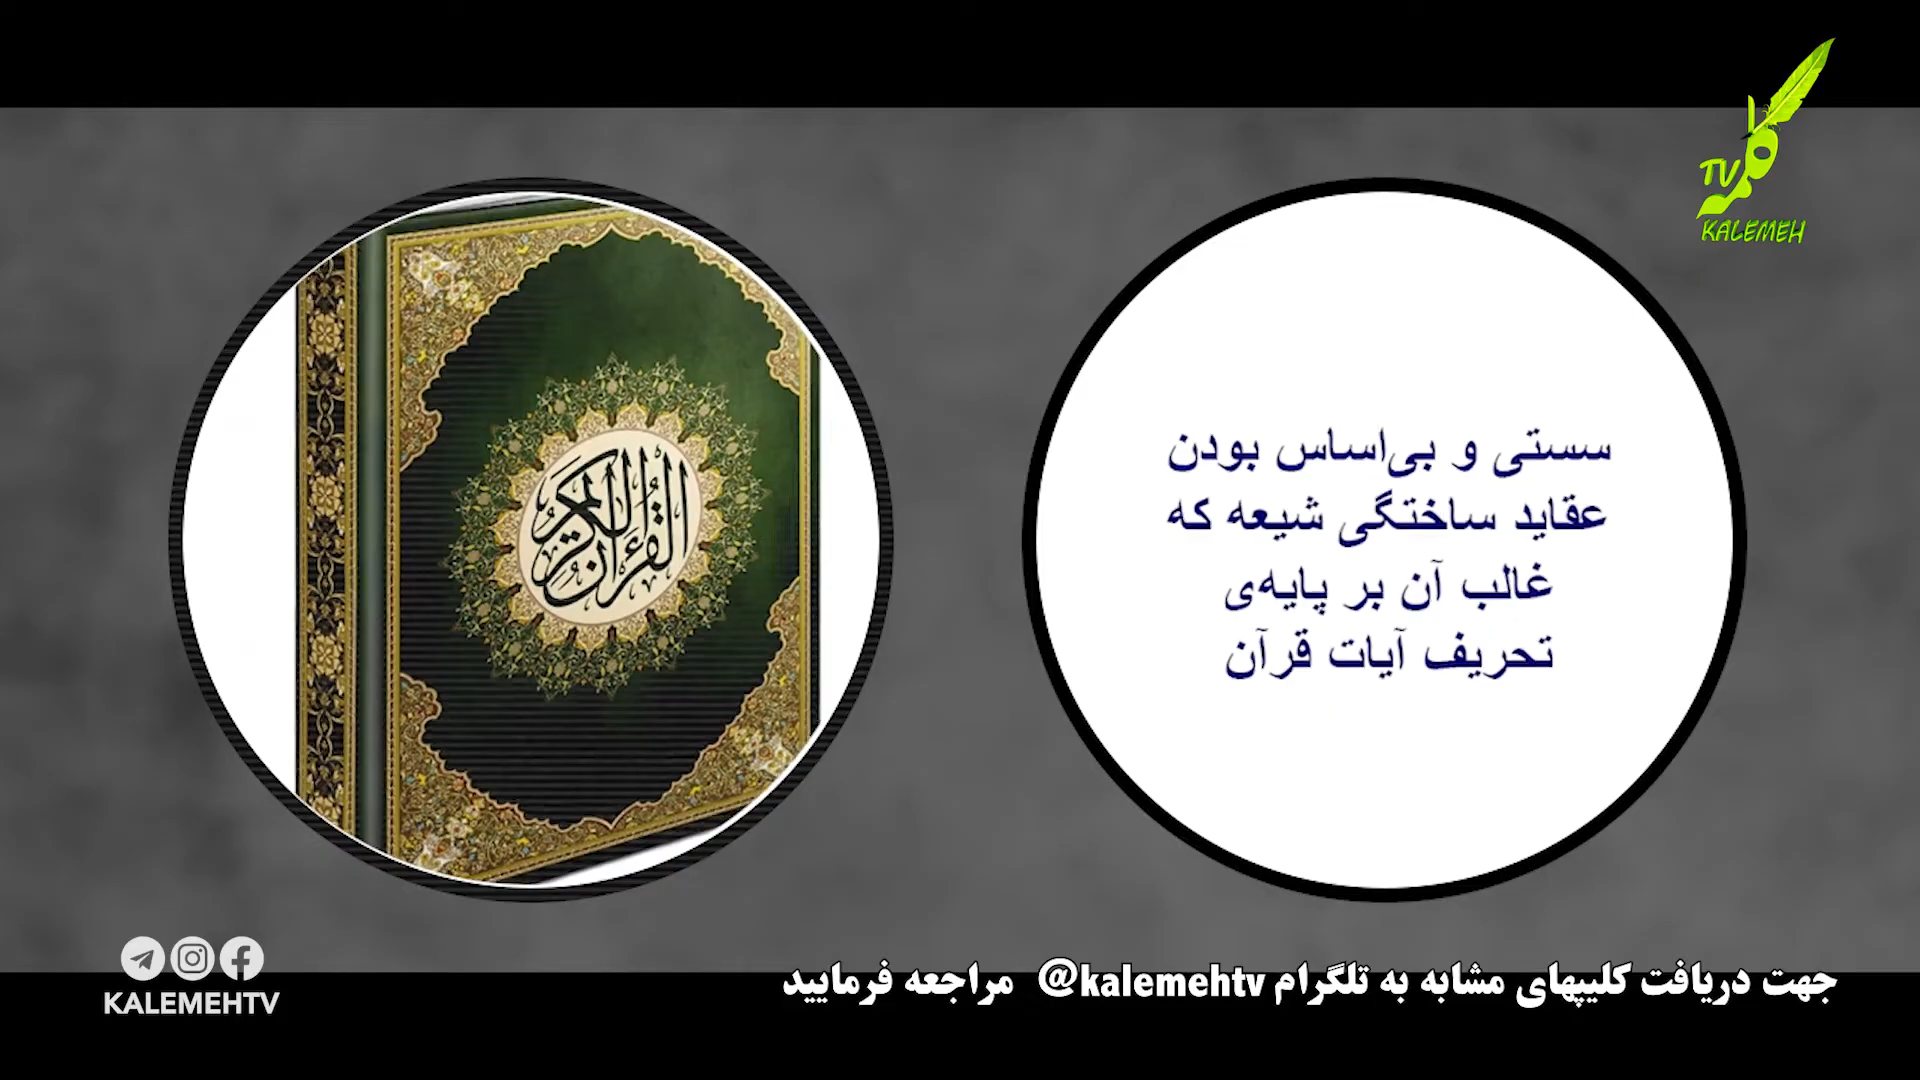 TV
کلمه
KALEMEH
القرآن الكريم
سستی و بی‌اساس بودن
عقاید ساختگی شیعه که
غالب آن بر پایه‌ی
تحریف آیات قرآن
KALEMEHTV
جهت دریافت کلیپهای مشابه به تلگرام kalemehtv@ مراجعه فرمایید